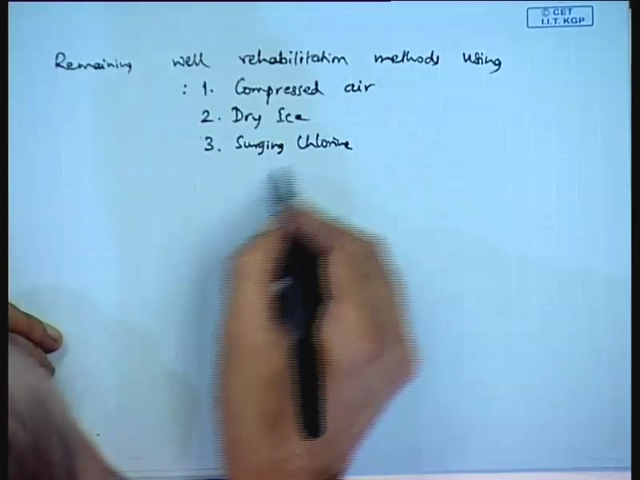 © CET
I.I.T. KGP
Remaining well rehabilitation methods using
: 1. Compressed air
2. Dry Ice
3. Surging Chlorine